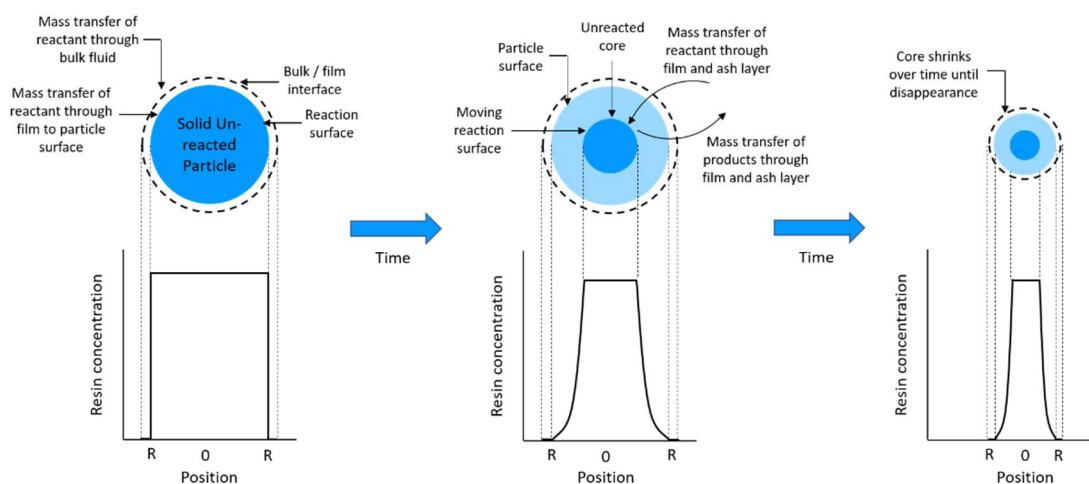 Mass transfer of
reactant through
bulk fluid
Mass transfer of
reactant through
film to particle
surface
Bulk / film
interface
Reaction
surface
Solid Un-
reacted
Particle
Time
Resin concentration
R
0
R
Position
Unreacted
core
Particle
surface
Mass transfer of
reactant through
film and ash layer
Moving
reaction
surface
Mass transfer of
products through
film and ash layer
Time
Resin concentration
R
0
R
Position
Core shrinks
over time until
disappearance
Resin concentration
R
0
R
Position